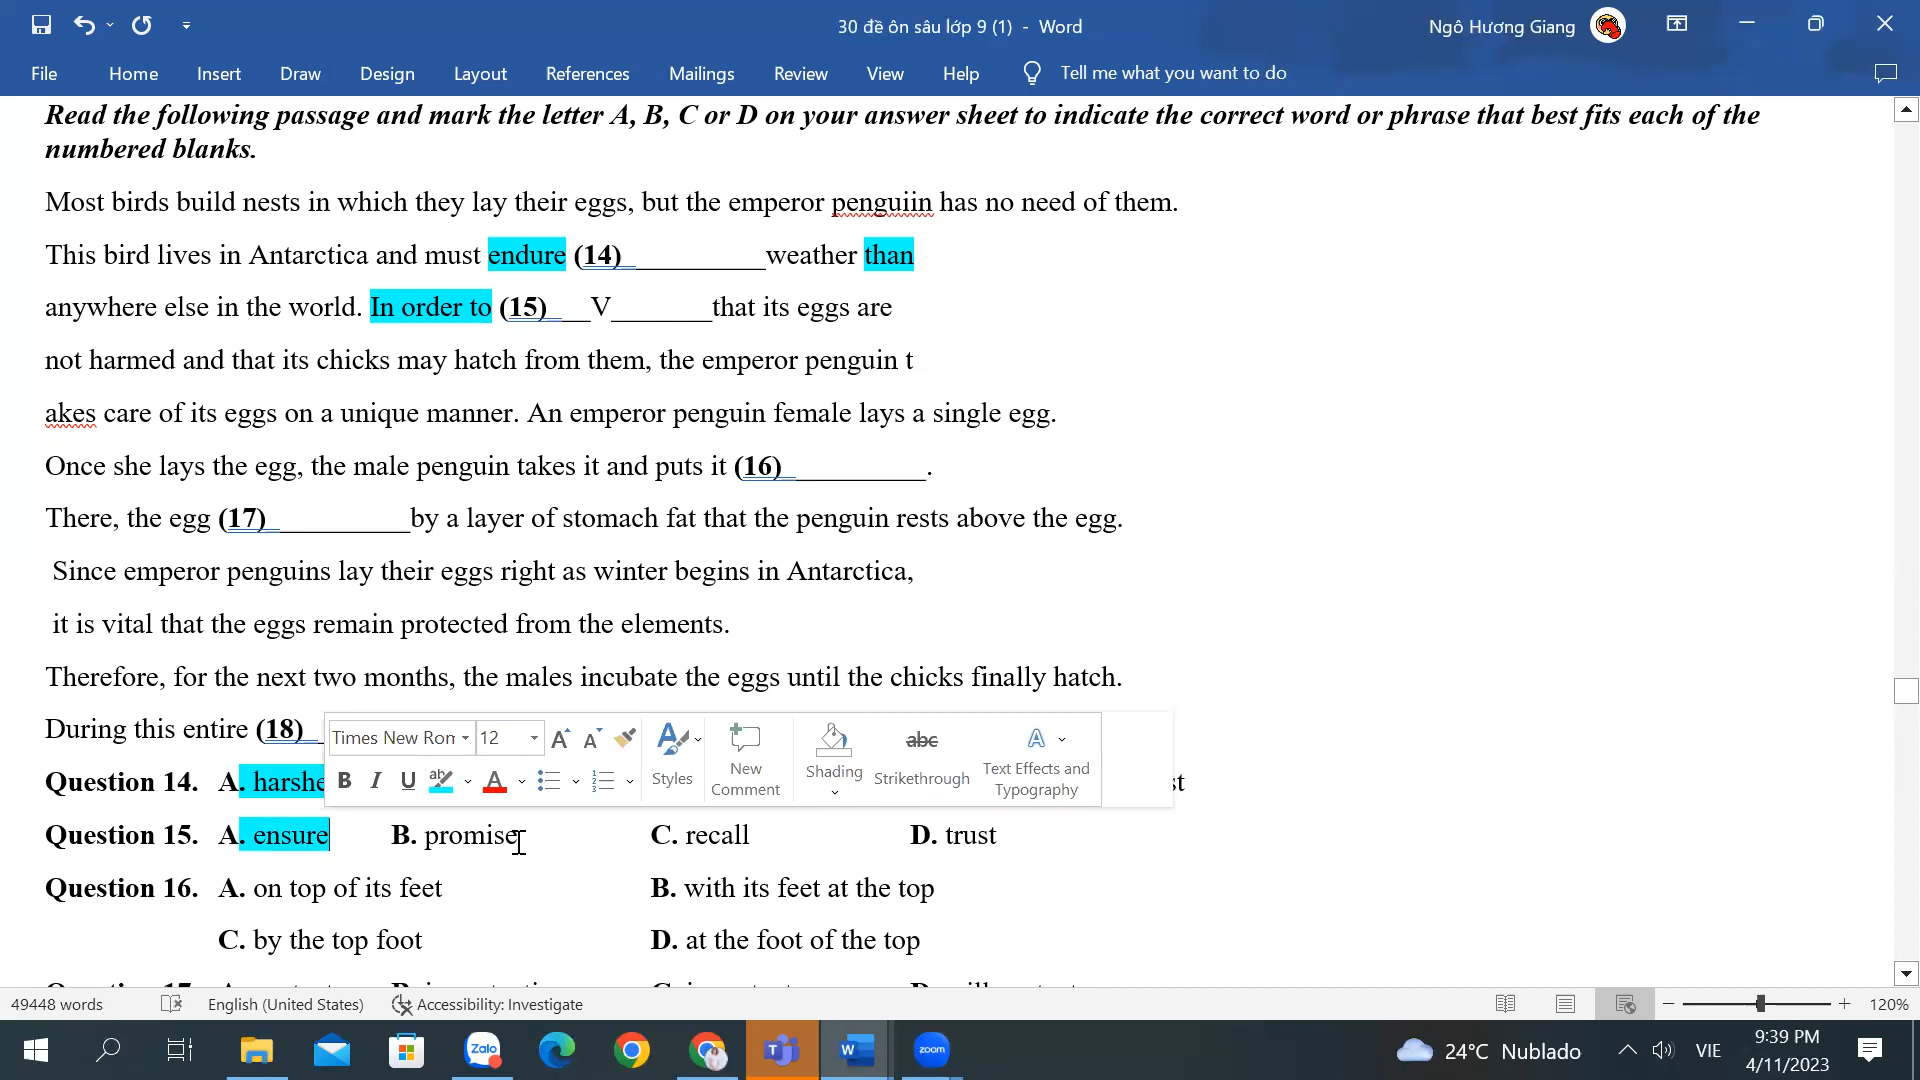 30 đề ôn sâu lớp 9 (1) - Word
Ngô Hương Giang
File Home Insert Draw Design Layout References Mailings Review View Help Tell me what you want to do
Read the following passage and mark the letter A, B, C or D on your answer sheet to indicate the correct word or phrase that best fits each of the
numbered blanks.
Most birds build nests in which they lay their eggs, but the emperor penguiin has no need of them.
This bird lives in Antarctica and must endure (14)__________weather than
anywhere else in the world. In order to (15)___V_______that its eggs are
not harmed and that its chicks may hatch from them, the emperor penguin t
akes care of its eggs on a unique manner. An emperor penguin female lays a single egg.
Once she lays the egg, the male penguin takes it and puts it (16)__________.
There, the egg (17)__________by a layer of stomach fat that the penguin rests above the egg.
Since emperor penguins lay their eggs right as winter begins in Antarctica,
it is vital that the eggs remain protected from the elements.
Therefore, for the next two months, the males incubate the eggs until the chicks finally hatch.
During this entire (18)_
Times New Ron 12
Styles New Comment Shading abc Strikethrough Text Effects and Typography
B I U ab A
Question 14. A. harshe st
Question 15. A. ensure B. promise C. recall D. trust
Question 16. A. on top of its feet B. with its feet at the top
C. by the top foot D. at the foot of the top
49448 words English (United States) Accessibility: Investigate 120%
Zalo zoom
24°C Nublado VIE 9:39 PM
4/11/2023